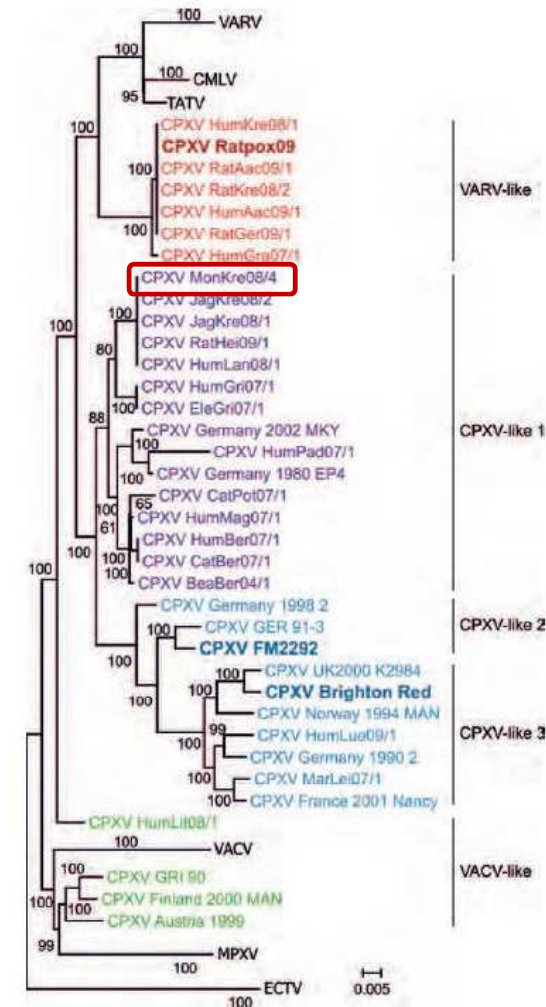 100 VARV
100 CMLV
95 TATV
100
CPXV HumKre08/1
CPXV Ratpox09
CPXV RatAac09/1
100
CPXV RatKre08/2
CPXV HumAac09/1
CPXV RatGer09/1
100
CPXV HumGra07/1
VARV-like
100
CPXV MonKre08/4
CPXV JagKre08/2
CPXV JagKre08/1
CPXV RatHei09/1
CPXV HumLan08/1
100
80
100
CPXV HumGri07/1
CPXV EleGri07/1
100
88
CPXV Germany 2002 MKY
100 CPXV HumPad07/1
CPXV Germany 1980 EP4
100
65
CPXV CatPot07/1
100
61
CPXV HumMag07/1
CPXV HumBer07/1
CPXV CatBer07/1
100
100
CPXV BeaBer04/1
CPXV-like 1
100
100
CPXV Germany 1998 2
CPXV GER 91-3
100
CPXV FM2292
100
CPXV-like 2
CPXV UK2000 K2984
100
CPXV Brighton Red
100
CPXV Norway 1994 MAN
100
99
CPXV HumLue09/1
100
CPXV Germany 1990 2
CPXV MarLei07/1
100
CPXV France 2001 Nancy
CPXV-like 3
CPXV HumLit08/1
100 VACV
100
CPXV GRI 90
CPXV Finland 2000 MAN
100
100
CPXV Austria 1999
99
MPXV
100
VACV-like
ECTV
100
0.005